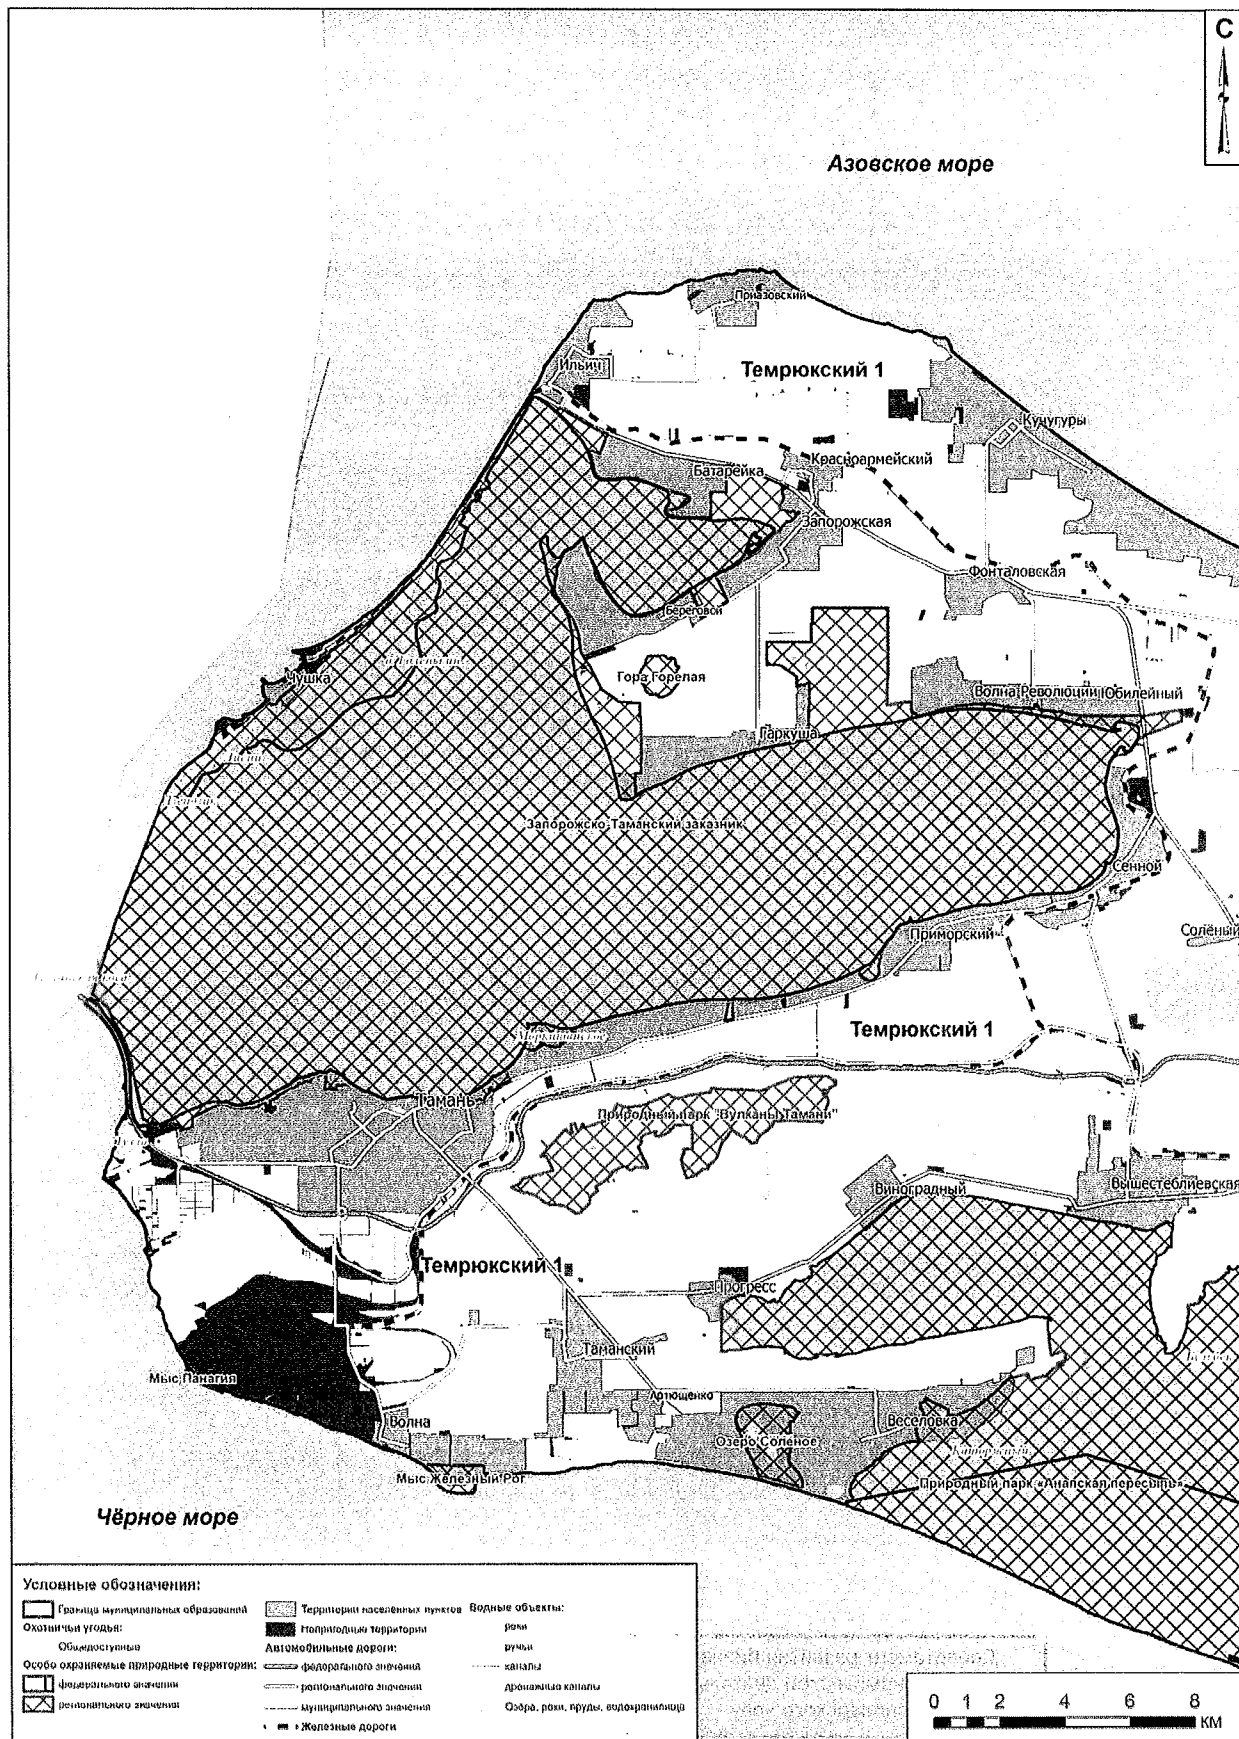 С
Азовское море
Приазовский
Ильич
Темрюкский 1
Кучугуры
Батарейка
Красноармейский
Запорожская
Фонталовская
Береговой
Гора Горелая
Чушка
Волна Революции
Юбилейный
Гаркуша
Запорожско-Таманский заказник
Сенной
Приморский
Солёный
Темрюкский 1
Тамань
Природный парк "Вулканы Тамани"
Виноградный
Вышестеблиевская
Темрюкский 1
Прогресс
Таманский
Мыс Панагия
Артющенко
Волна
Веселовка
Озеро Соленое
Мыс Железный Рог
Природный парк «Анапская пересыпь»
Чёрное море
Условные обозначения:
Граница муниципальных образований
Охотничьи угодья:
Общедоступные
Особо охраняемые природные территории:
федерального значения
регионального значения
Территории населённых пунктов
Непригодные территории
Автомобильные дороги:
федерального значения
регионального значения
муниципального значения
Железные дороги
Водные объекты:
реки
ручьи
каналы
дренажные каналы
Озёра, реки, пруды, водохранилища
0 1 2 4 6 8
КМ